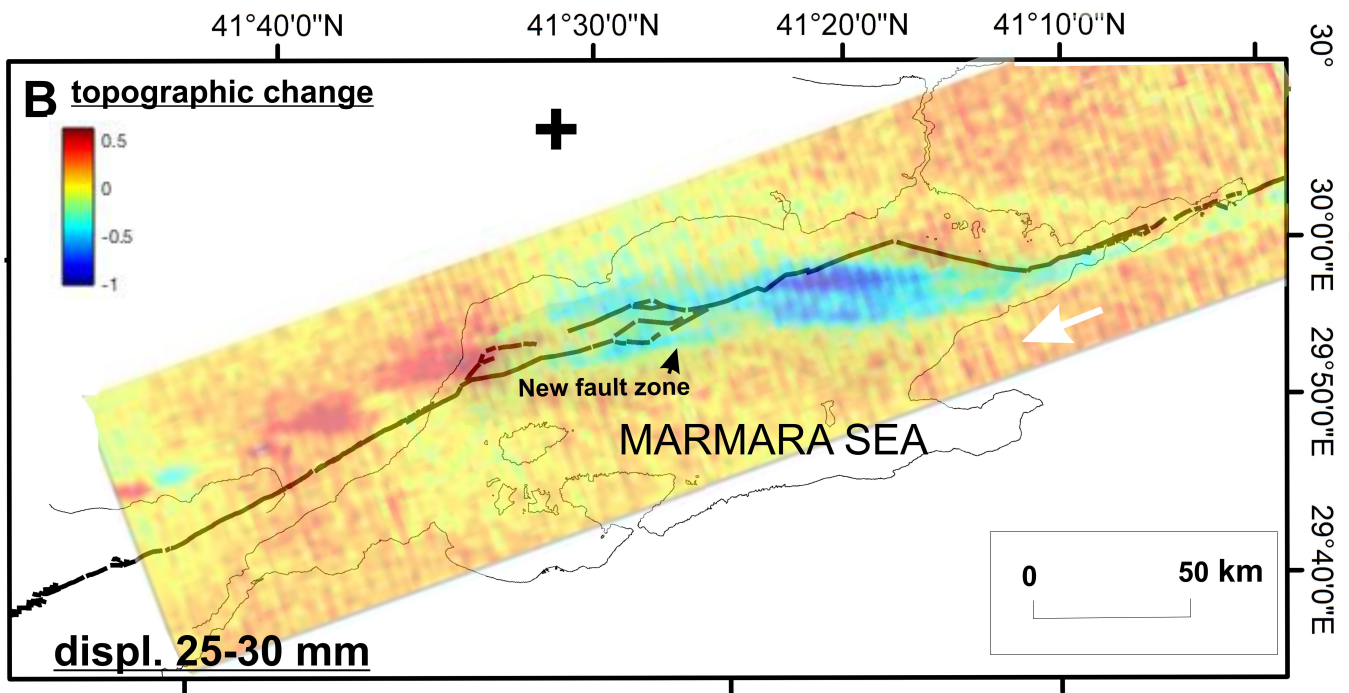 41°40'0"N 41°30'0"N 41°20'0"N 41°10'0"N
30°
B topographic change
0.5
0
-0.5
-1
30°0'0"E
29°50'0"E
29°40'0"E
New fault zone
MARMARA SEA
0 50 km
displ. 25-30 mm